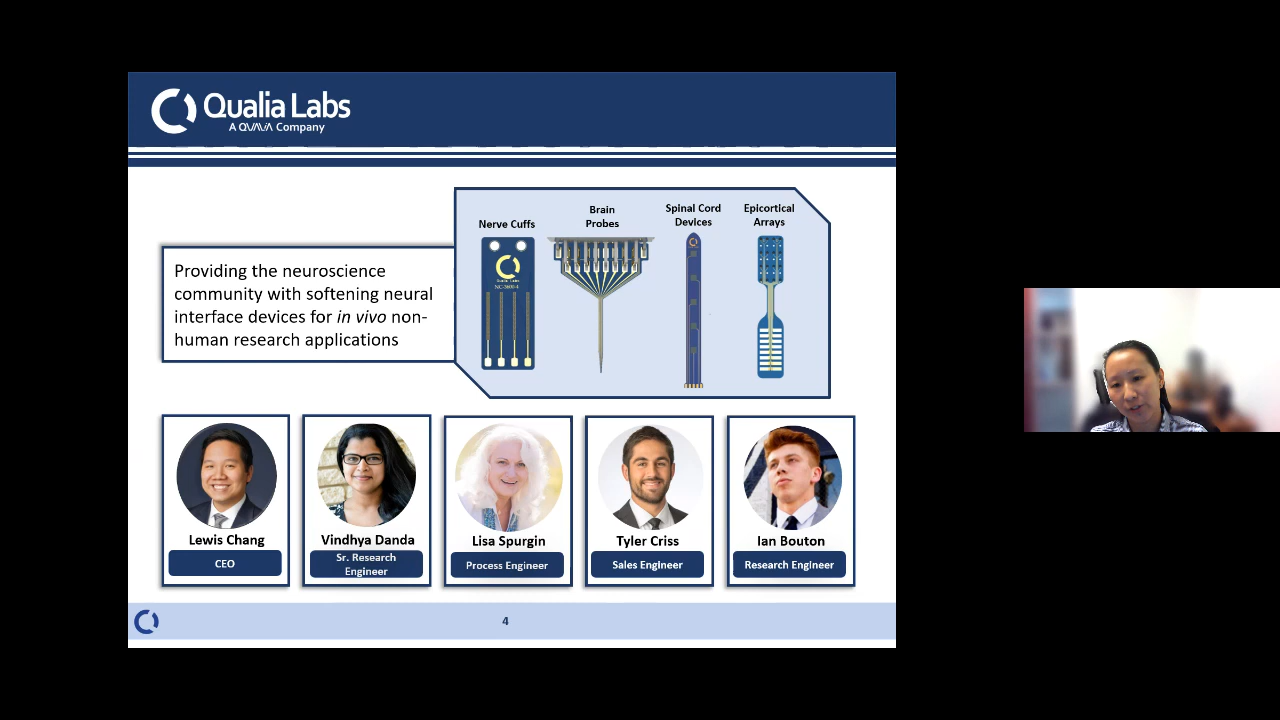 Qualia Labs
A QUALIA Company
Nerve Cuffs
Brain
Probes
Spinal Cord
Devices
Epicortical
Arrays
QUALIA LABS
Providing the neuroscience
community with softening neural
interface devices for in vivo non-
human research applications
Lewis Chang
CEO
Vindhya Danda
Sr. Research
Engineer
Lisa Spurgin
Process Engineer
Tyler Criss
Sales Engineer
Ian Bouton
Research Engineer
4